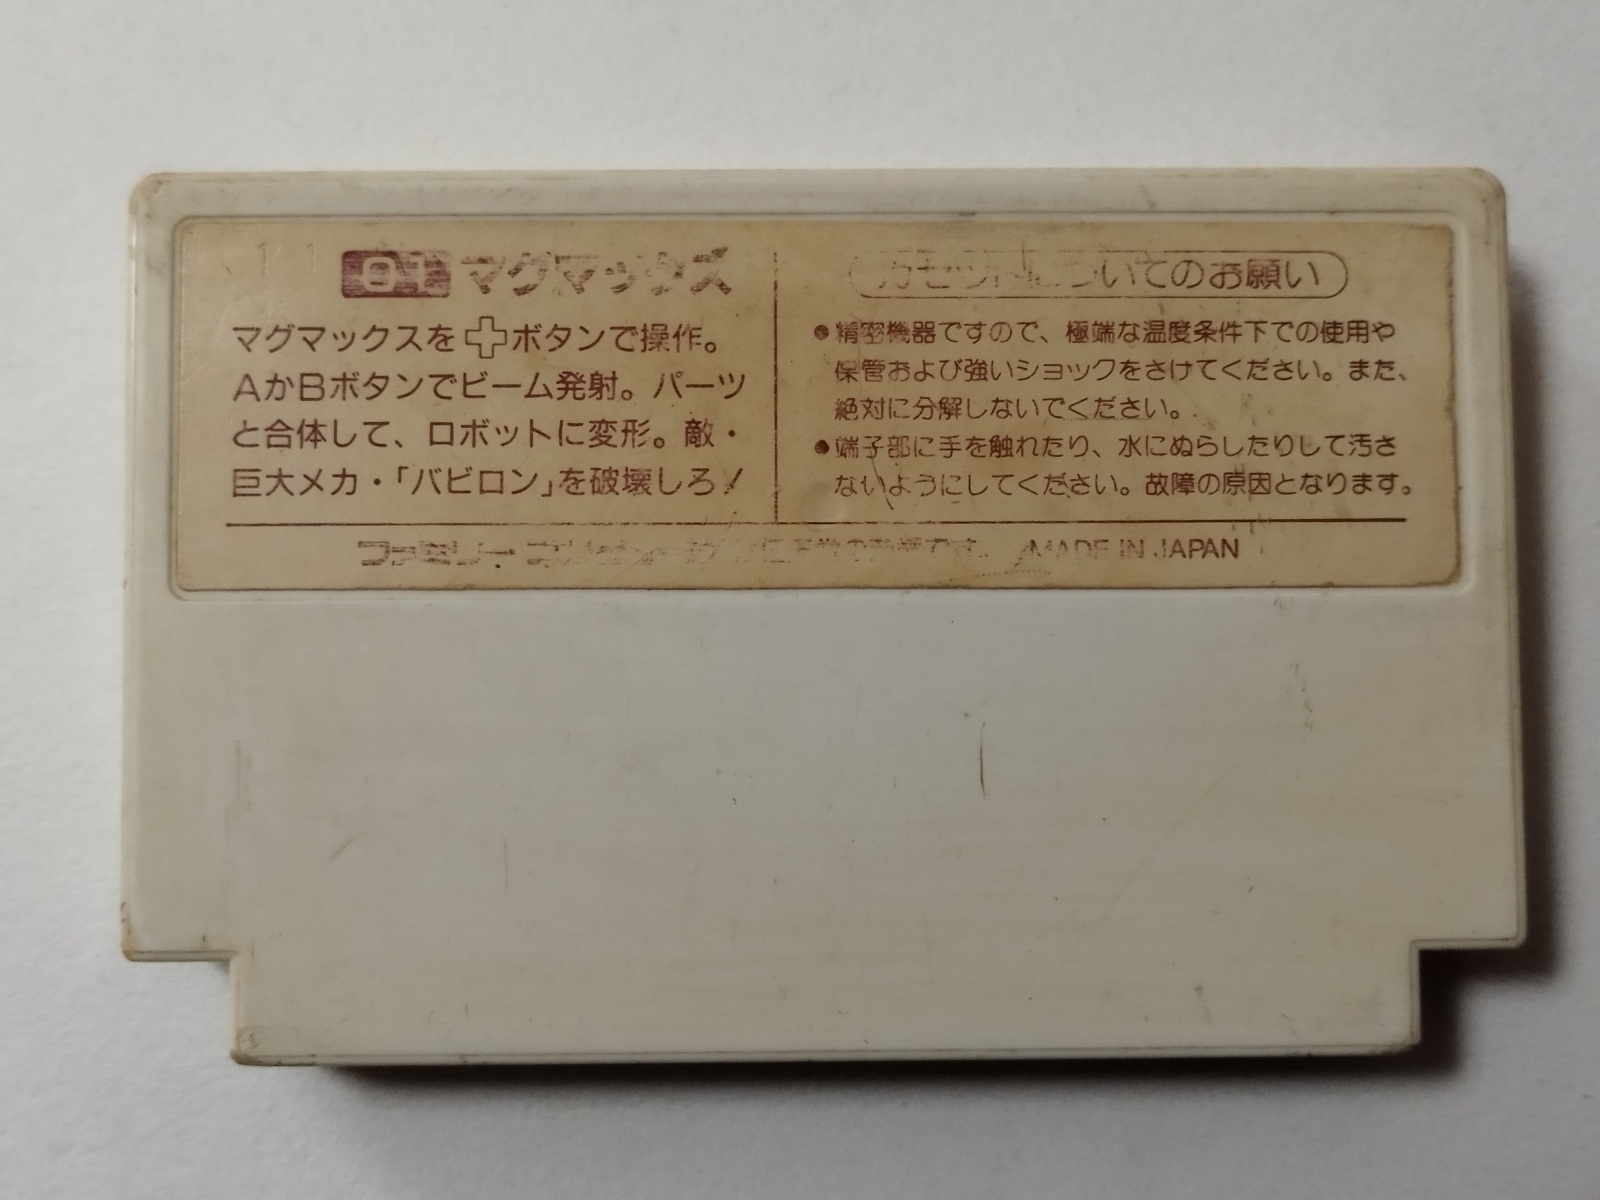 マグマックス
マグマックスを✚ボタンで操作。
AかBボタンでビーム発射。パーツ
と合体して、ロボットに変形。敵・
巨大メカ・「バビロン」を破壊しろ!
カセットについてのお願い
●精密機器ですので、極端な温度条件下での使用や
保管および強いショックをさけてください。また、
絶対に分解しないでください。
●端子部に手を触れたり、水にぬらしたりして汚さ
ないようにしてください。故障の原因となります。
ファミリー
です。/MADE IN JAPAN